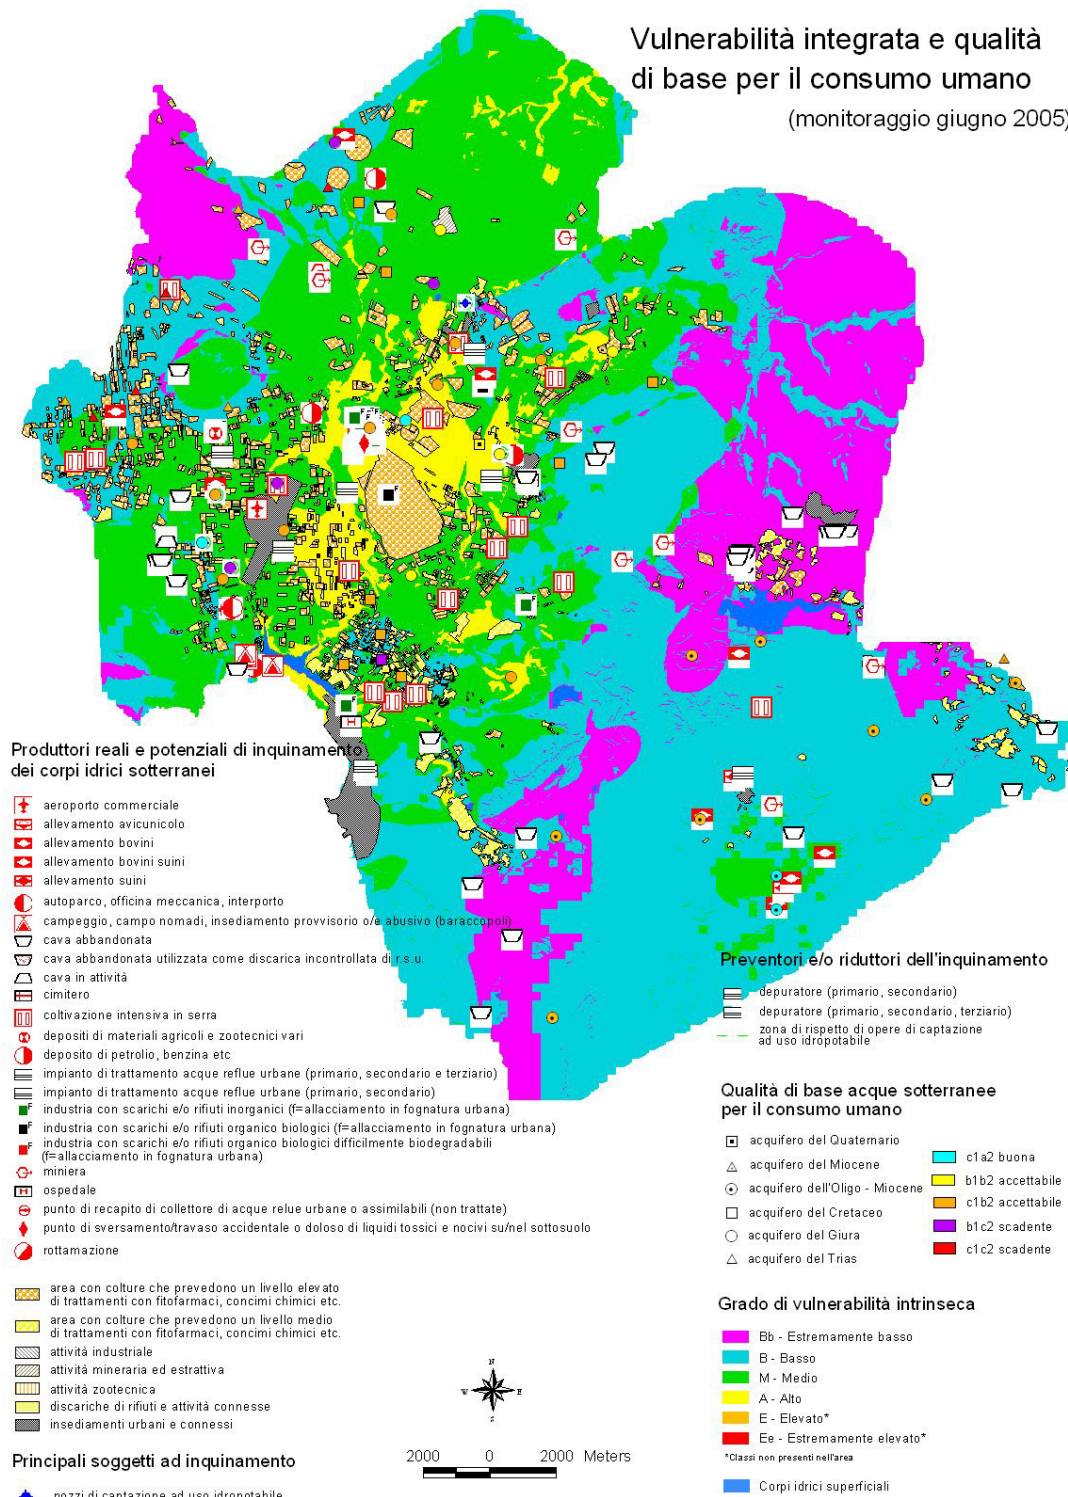 Vulnerabilità integrata e qualità
di base per il consumo umano
(monitoraggio giugno 2005)
Produttori reali e potenziali di inquinamento
dei corpi idrici sotterranei
aeroporto commerciale
allevamento avicunicolo
allevamento bovini
allevamento bovini suini
allevamento suini
autoparco, officina meccanica, interporto
campeggio, campo nomadi, insediamento provvisorio o/e abusivo (baraccopoli)
cava abbandonata
cava abbandonata utilizzata come discarica incontrollata di r.s.u.
cava in attività
cimitero
coltivazione intensiva in serra
depositi di materiali agricoli e zootecnici vari
deposito di petrolio, benzina etc
impianto di trattamento acque reflue urbane (primario, secondario e terziario)
impianto di trattamento acque reflue urbane (primario, secondario)
F industria con scarichi e/o rifiuti inorganici (f=allacciamento in fognatura urbana)
F industria con scarichi e/o rifiuti organico biologici (f=allacciamento in fognatura urbana)
F industria con scarichi e/o rifiuti organico biologici difficilmente biodegradabili
(f=allacciamento in fognatura urbana)
miniera
H ospedale
punto di recapito di collettore di acque relue urbane o assimilabili (non trattate)
punto di sversamento/travaso accidentale o doloso di liquidi tossici e nocivi su/nel sottosuolo
rottamazione
area con colture che prevedono un livello elevato
di trattamenti con fitofarmaci, concimi chimici etc.
area con colture che prevedono un livello medio
di trattamenti con fitofarmaci, concimi chimici etc.
attività industriale
attività mineraria ed estrattiva
attività zootecnica
discariche di rifiuti e attività connesse
insediamenti urbani e connessi
Principali soggetti ad inquinamento
pozzi di captazione ad uso idropotabile
N
W E
S
2000 0 2000 Meters
Preventori e/o riduttori dell'inquinamento
depuratore (primario, secondario)
depuratore (primario, secondario, terziario)
zona di rispetto di opere di captazione
ad uso idropotabile
Qualità di base acque sotterranee
per il consumo umano
acquifero del Quaternario
acquifero del Miocene
acquifero dell'Oligo - Miocene
acquifero del Cretaceo
acquifero del Giura
acquifero del Trias
c1a2 buona
b1b2 accettabile
c1b2 accettabile
b1c2 scadente
c1c2 scadente
Grado di vulnerabilità intrinseca
Bb - Estremamente basso
B - Basso
M - Medio
A - Alto
E - Elevato*
Ee - Estremamente elevato*
*Classi non presenti nell'area
Corpi idrici superficiali